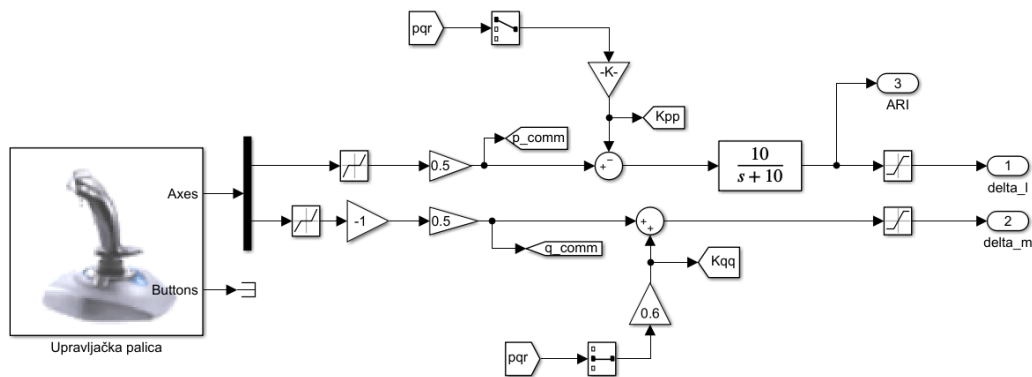 pqr
-K-
Kpp
3
ARI
p_comm
0.5
+
−
10
s + 10
1
delta_l
Axes
-1
0.5
q_comm
+
+
2
delta_m
Kqq
0.6
Buttons
pqr
Upravljačka palica